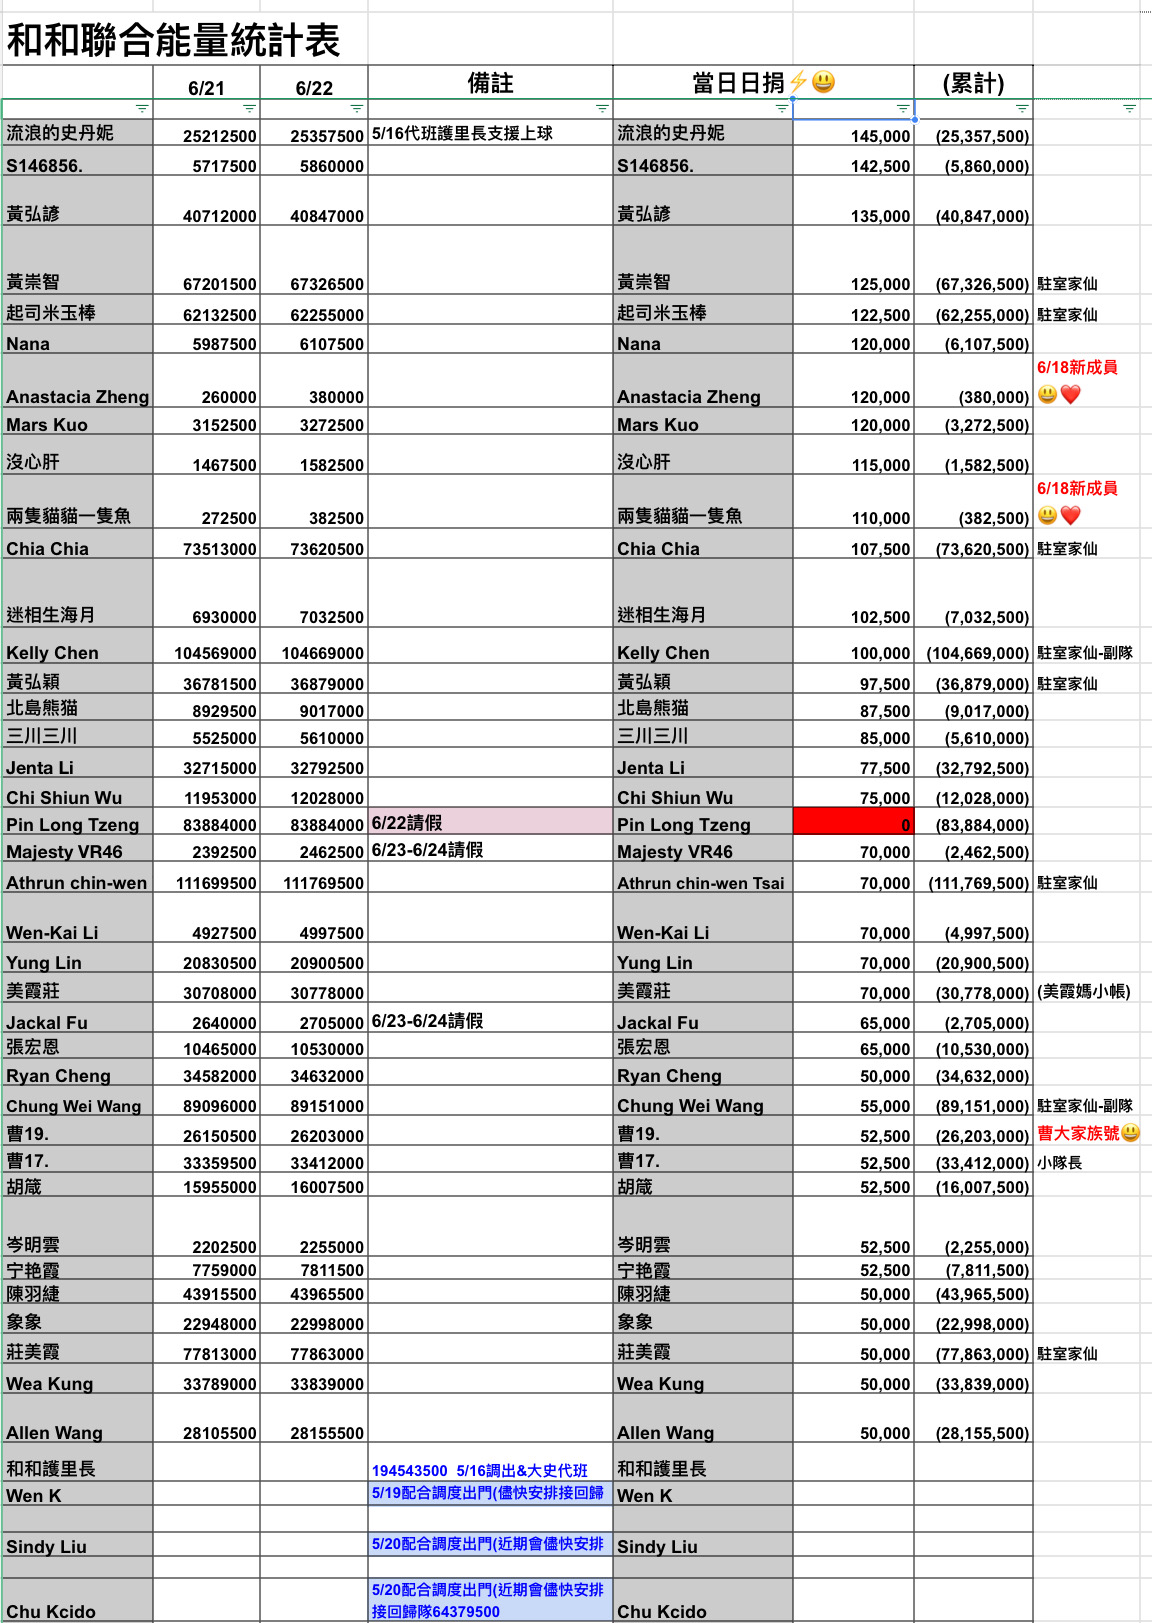 和和聯合能量統計表
6/21 6/22 備註 當日日捐⚡😃 (累計)
流浪的史丹妮 25212500 25357500 5/16代班護里長支援上球 流浪的史丹妮 145,000 (25,357,500)
S146856. 5717500 5860000 S146856. 142,500 (5,860,000)
黃弘諺 40712000 40847000 黃弘諺 135,000 (40,847,000)
黃崇智 67201500 67326500 黃崇智 125,000 (67,326,500) 駐室家仙
起司米玉棒 62132500 62255000 起司米玉棒 122,500 (62,255,000) 駐室家仙
Nana 5987500 6107500 Nana 120,000 (6,107,500)
6/18新成員
Anastacia Zheng 260000 380000 Anastacia Zheng 120,000 (380,000) 😃❤️
Mars Kuo 3152500 3272500 Mars Kuo 120,000 (3,272,500)
沒心肝 1467500 1582500 沒心肝 115,000 (1,582,500)
6/18新成員
兩隻貓貓一隻魚 272500 382500 兩隻貓貓一隻魚 110,000 (382,500) 😃❤️
Chia Chia 73513000 73620500 Chia Chia 107,500 (73,620,500) 駐室家仙
迷相生海月 6930000 7032500 迷相生海月 102,500 (7,032,500)
Kelly Chen 104569000 104669000 Kelly Chen 100,000 (104,669,000) 駐室家仙-副隊
黃弘穎 36781500 36879000 黃弘穎 97,500 (36,879,000) 駐室家仙
北島熊猫 8929500 9017000 北島熊猫 87,500 (9,017,000)
三川三川 5525000 5610000 三川三川 85,000 (5,610,000)
Jenta Li 32715000 32792500 Jenta Li 77,500 (32,792,500)
Chi Shiun Wu 11953000 12028000 Chi Shiun Wu 75,000 (12,028,000)
Pin Long Tzeng 83884000 83884000 6/22請假 Pin Long Tzeng 0 (83,884,000)
Majesty VR46 2392500 2462500 6/23-6/24請假 Majesty VR46 70,000 (2,462,500)
Athrun chin-wen 111699500 111769500 Athrun chin-wen Tsai 70,000 (111,769,500) 駐室家仙
Wen-Kai Li 4927500 4997500 Wen-Kai Li 70,000 (4,997,500)
Yung Lin 20830500 20900500 Yung Lin 70,000 (20,900,500)
美霞莊 30708000 30778000 美霞莊 70,000 (30,778,000) (美霞媽小帳)
Jackal Fu 2640000 2705000 6/23-6/24請假 Jackal Fu 65,000 (2,705,000)
張宏恩 10465000 10530000 張宏恩 65,000 (10,530,000)
Ryan Cheng 34582000 34632000 Ryan Cheng 50,000 (34,632,000)
Chung Wei Wang 89096000 89151000 Chung Wei Wang 55,000 (89,151,000) 駐室家仙-副隊
曹19. 26150500 26203000 曹19. 52,500 (26,203,000) 曹大家族號😃
曹17. 33359500 33412000 曹17. 52,500 (33,412,000) 小隊長
胡箴 15955000 16007500 胡箴 52,500 (16,007,500)
岑明雲 2202500 2255000 岑明雲 52,500 (2,255,000)
宁艳霞 7759000 7811500 宁艳霞 52,500 (7,811,500)
陳羽緁 43915500 43965500 陳羽緁 50,000 (43,965,500)
象象 22948000 22998000 象象 50,000 (22,998,000)
莊美霞 77813000 77863000 莊美霞 50,000 (77,863,000) 駐室家仙
Wea Kung 33789000 33839000 Wea Kung 50,000 (33,839,000)
Allen Wang 28105500 28155500 Allen Wang 50,000 (28,155,500)
和和護里長 194543500 5/16調出&大史代班 和和護里長
Wen K 5/19配合調度出門(儘快安排接回歸 Wen K
Sindy Liu 5/20配合調度出門(近期會儘快安排 Sindy Liu
5/20配合調度出門(近期會儘快安排
Chu Kcido 接回歸隊64379500 Chu Kcido